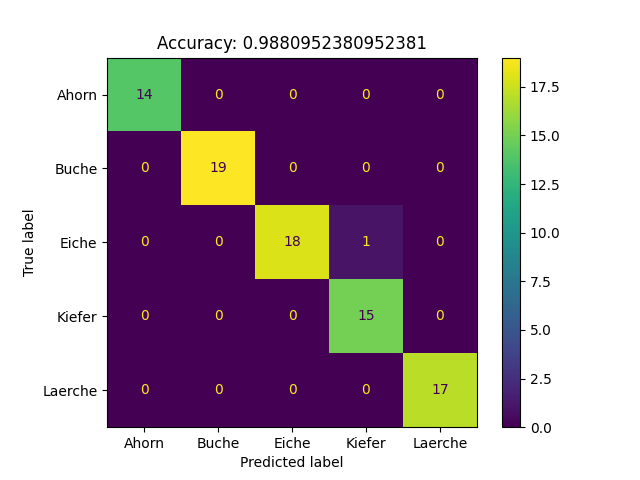 Accuracy: 0.9880952380952381
Ahorn 14 0 0 0 0
Buche 0 19 0 0 0
Eiche 0 0 18 1 0
Kiefer 0 0 0 15 0
Laerche 0 0 0 0 17
Ahorn Buche Eiche Kiefer Laerche
Predicted label
True label
17.5
15.0
12.5
10.0
7.5
5.0
2.5
0.0